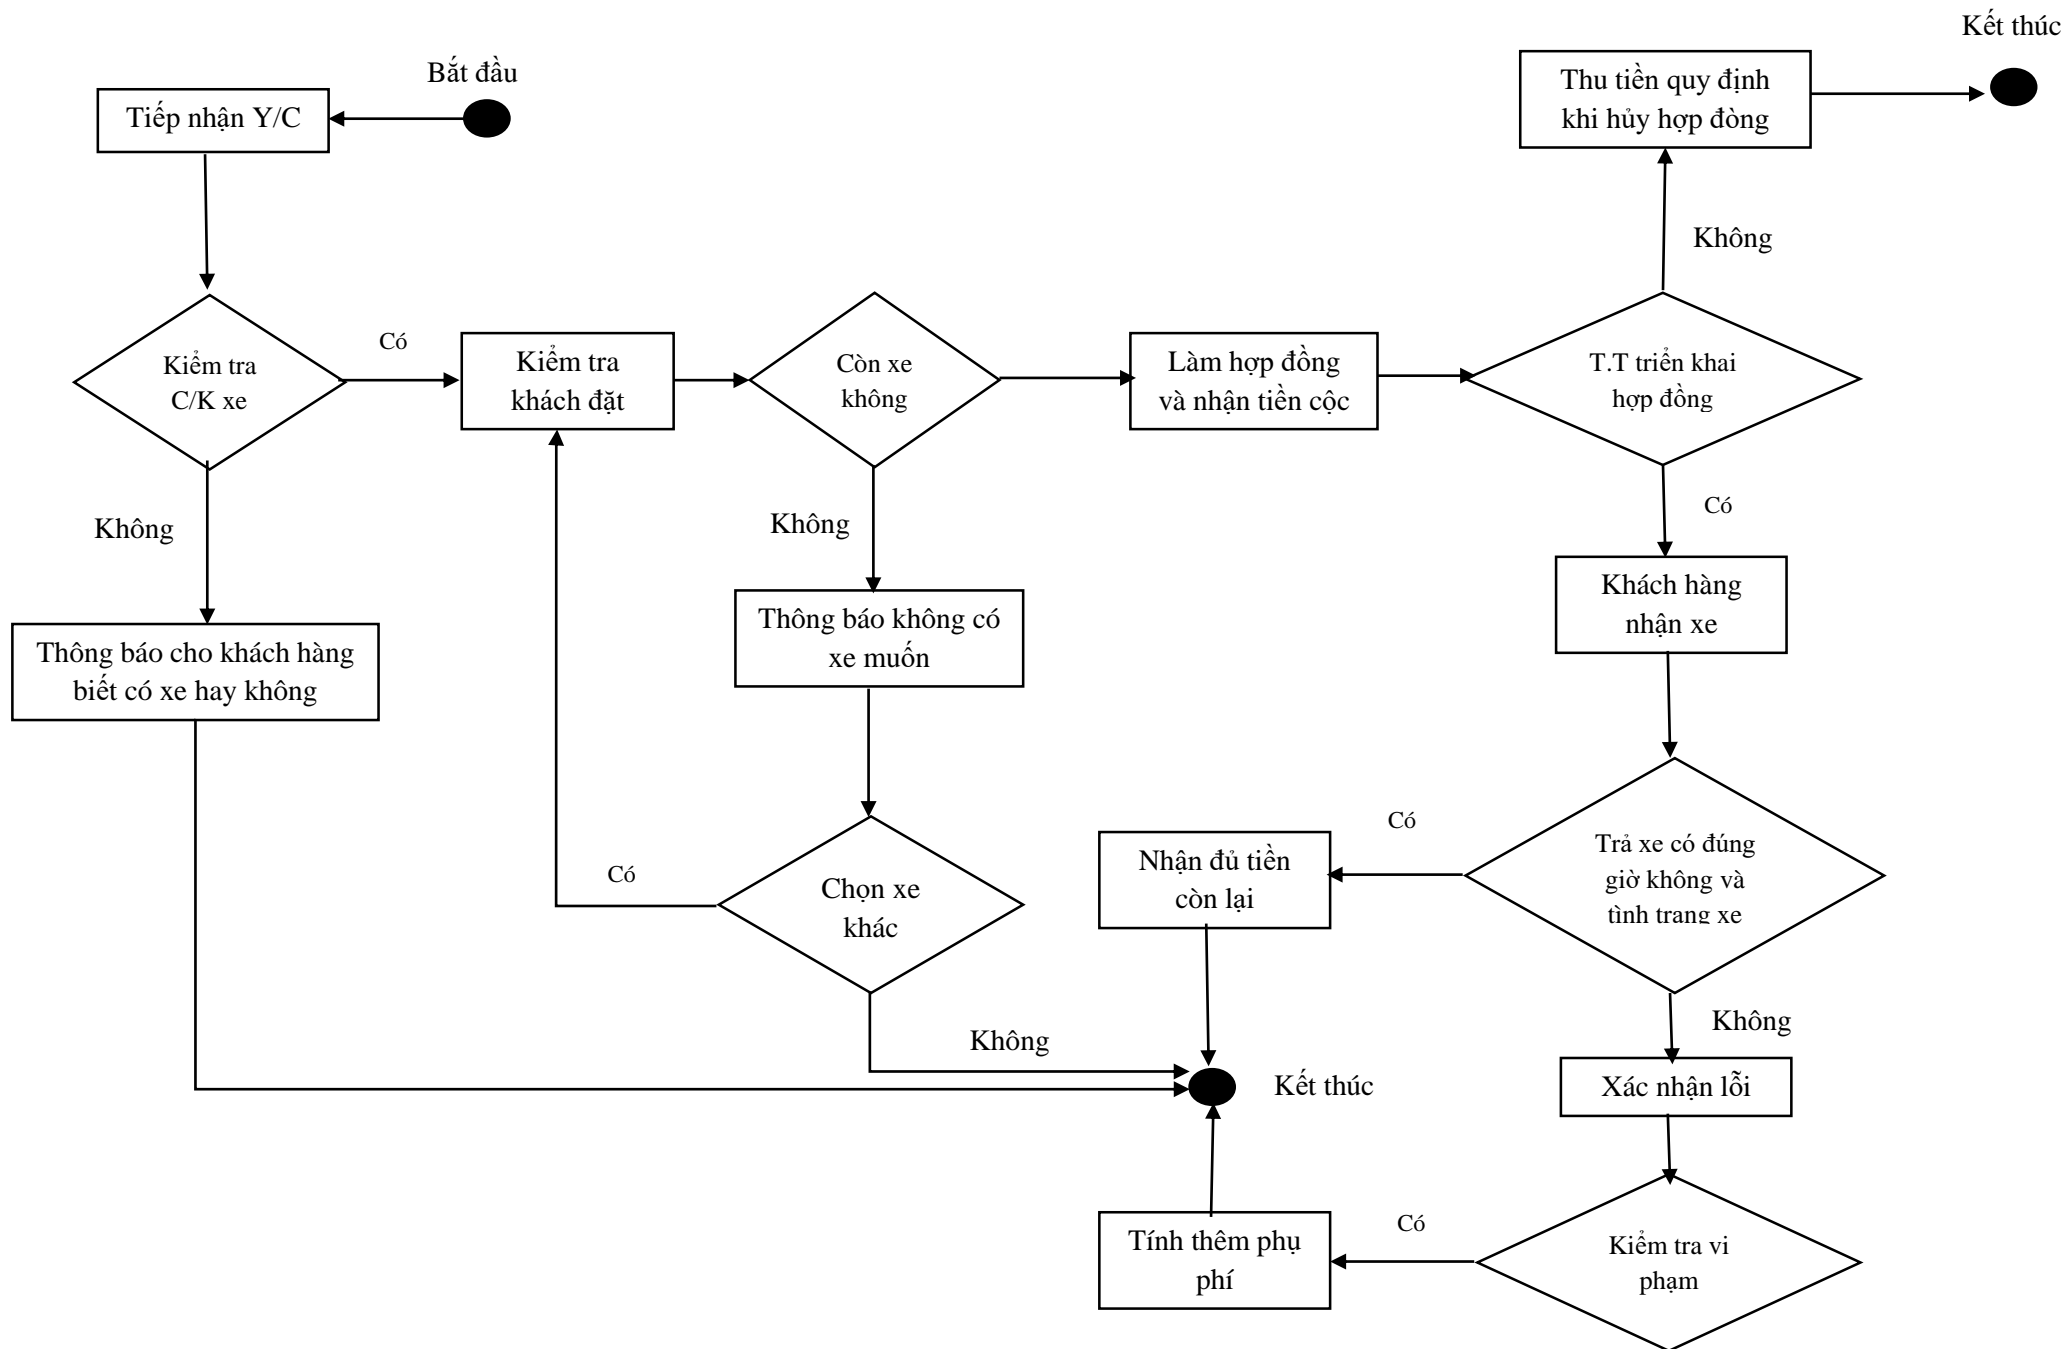 Kết thúc
Bắt đầu
Thu tiền quy định
khi hủy hợp đòng
Tiếp nhận Y/C
Không
Có
Kiểm tra
C/K xe
Kiểm tra
khách đặt
Còn xe
không
Làm hợp đồng
và nhận tiền cộc
T.T triển khai
hợp đồng
Không
Không
Có
Thông báo cho khách hàng
biết có xe hay không
Thông báo không có
xe muốn
Khách hàng
nhận xe
Có
Chọn xe
khác
Có
Nhận đủ tiền
còn lại
Trả xe có đúng
giờ không và
tình trạng xe
Không
Không
Kết thúc
Xác nhận lỗi
Tính thêm phụ
phí
Có
Kiểm tra vi
phạm